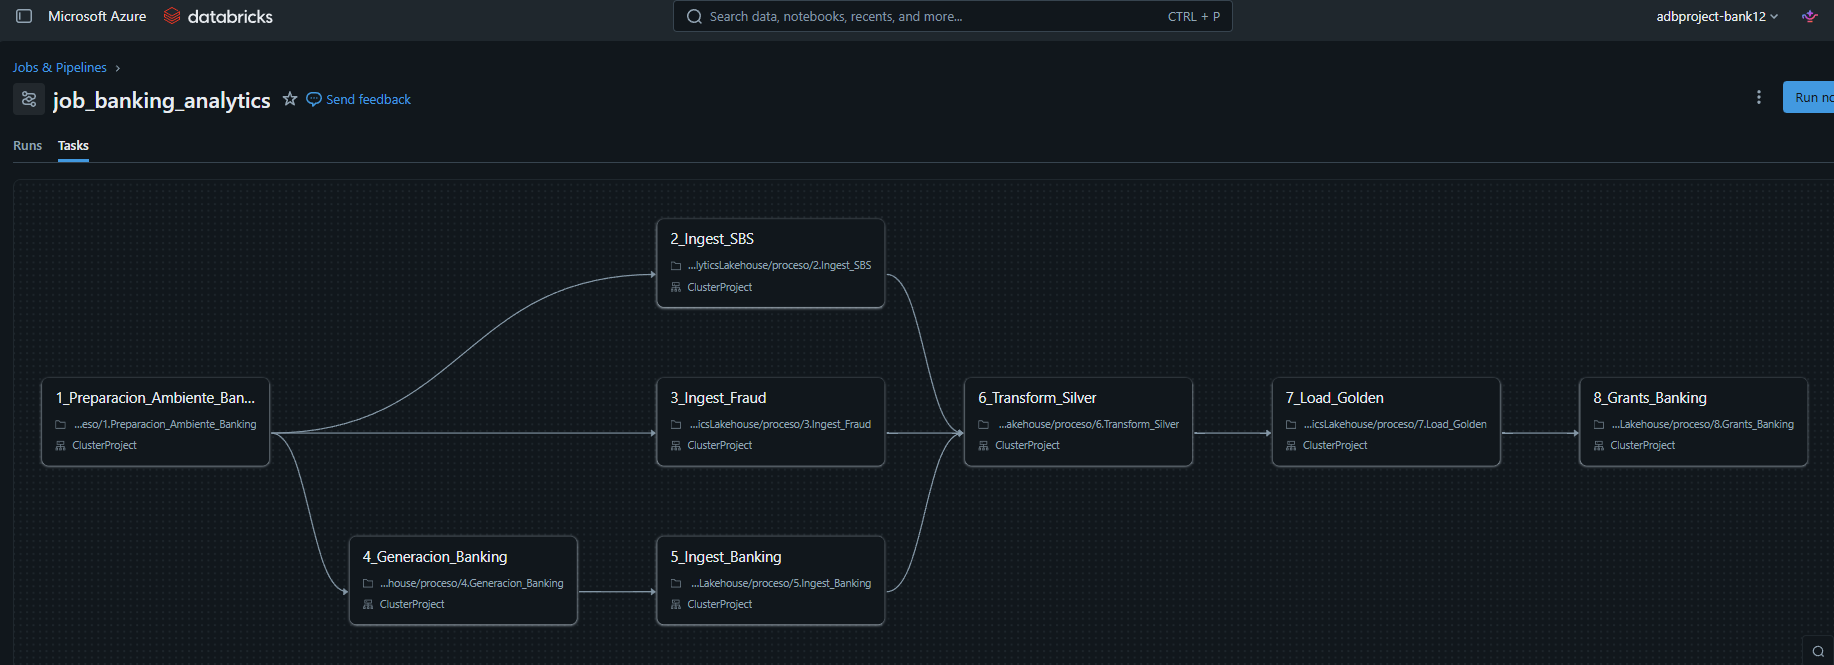 Microsoft Azure databricks
Search data, notebooks, recents, and more... CTRL + P
adbproject-bank12
Jobs & Pipelines
job_banking_analytics
Send feedback
Run no
Runs Tasks
2_Ingest_SBS
...lyticsLakehouse/proceso/2.Ingest_SBS
ClusterProject
1_Preparacion_Ambiente_Ban...
...eso/1.Preparacion_Ambiente_Banking
ClusterProject
3_Ingest_Fraud
...icsLakehouse/proceso/3.Ingest_Fraud
ClusterProject
6_Transform_Silver
...akehouse/proceso/6.Transform_Silver
ClusterProject
7_Load_Golden
...icsLakehouse/proceso/7.Load_Golden
ClusterProject
8_Grants_Banking
...Lakehouse/proceso/8.Grants_Banking
ClusterProject
4_Generacion_Banking
...house/proceso/4.Generacion_Banking
ClusterProject
5_Ingest_Banking
...Lakehouse/proceso/5.Ingest_Banking
ClusterProject